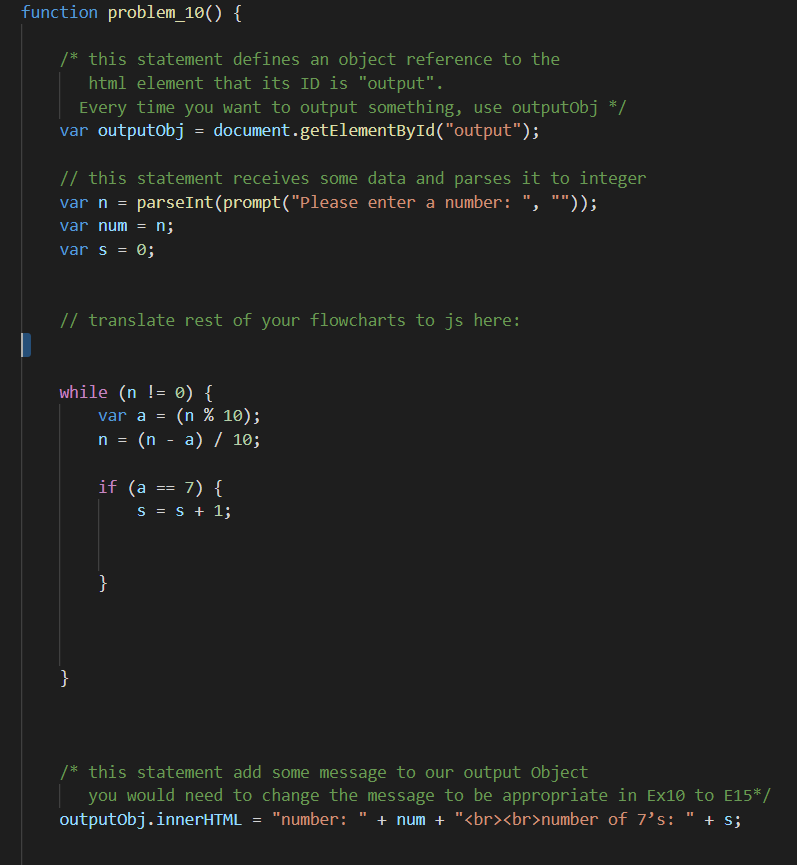 function problem_10() {
/* this statement defines an object reference to the
html element that its ID is "output".
Every time you want to output something, use outputObj */
var outputObj = document.getElementById("output");
// this statement receives some data and parses it to integer
var n = parseInt(prompt("Please enter a number: ", ""));
var num = n;
var s = 0;
// translate rest of your flowcharts to js here:
while (n != 0) {
var a = (n % 10);
n = (n - a) / 10;
if (a == 7) {
s = s + 1;
}
}
/* this statement add some message to our output Object
you would need to change the message to be appropriate in Ex10 to E15*/
outputObj.innerHTML = "number: " + num + "<br><br>number of 7’s: " + s;